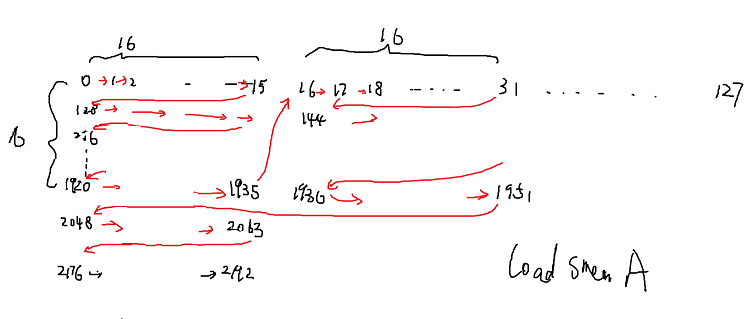 16 16
0 → 1 → 2 - - → 15 16 → 17 → 18 - - - - - 31 - - - - - - 127
128 → → → →
144 →
16
256
1920 → → 1935 1936 → → 1951
2048 → → 2063
2176 → → 2192
Load Smem A